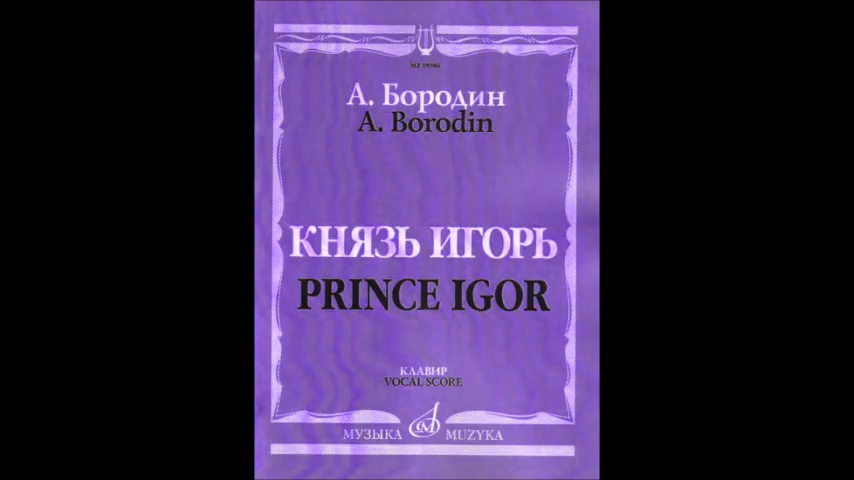 А. Бородин
A. Borodin
КНЯЗЬ ИГОРЬ
PRINCE IGOR
КЛАВИР
VOCAL SCORE
МУЗЫКА MUZYKA